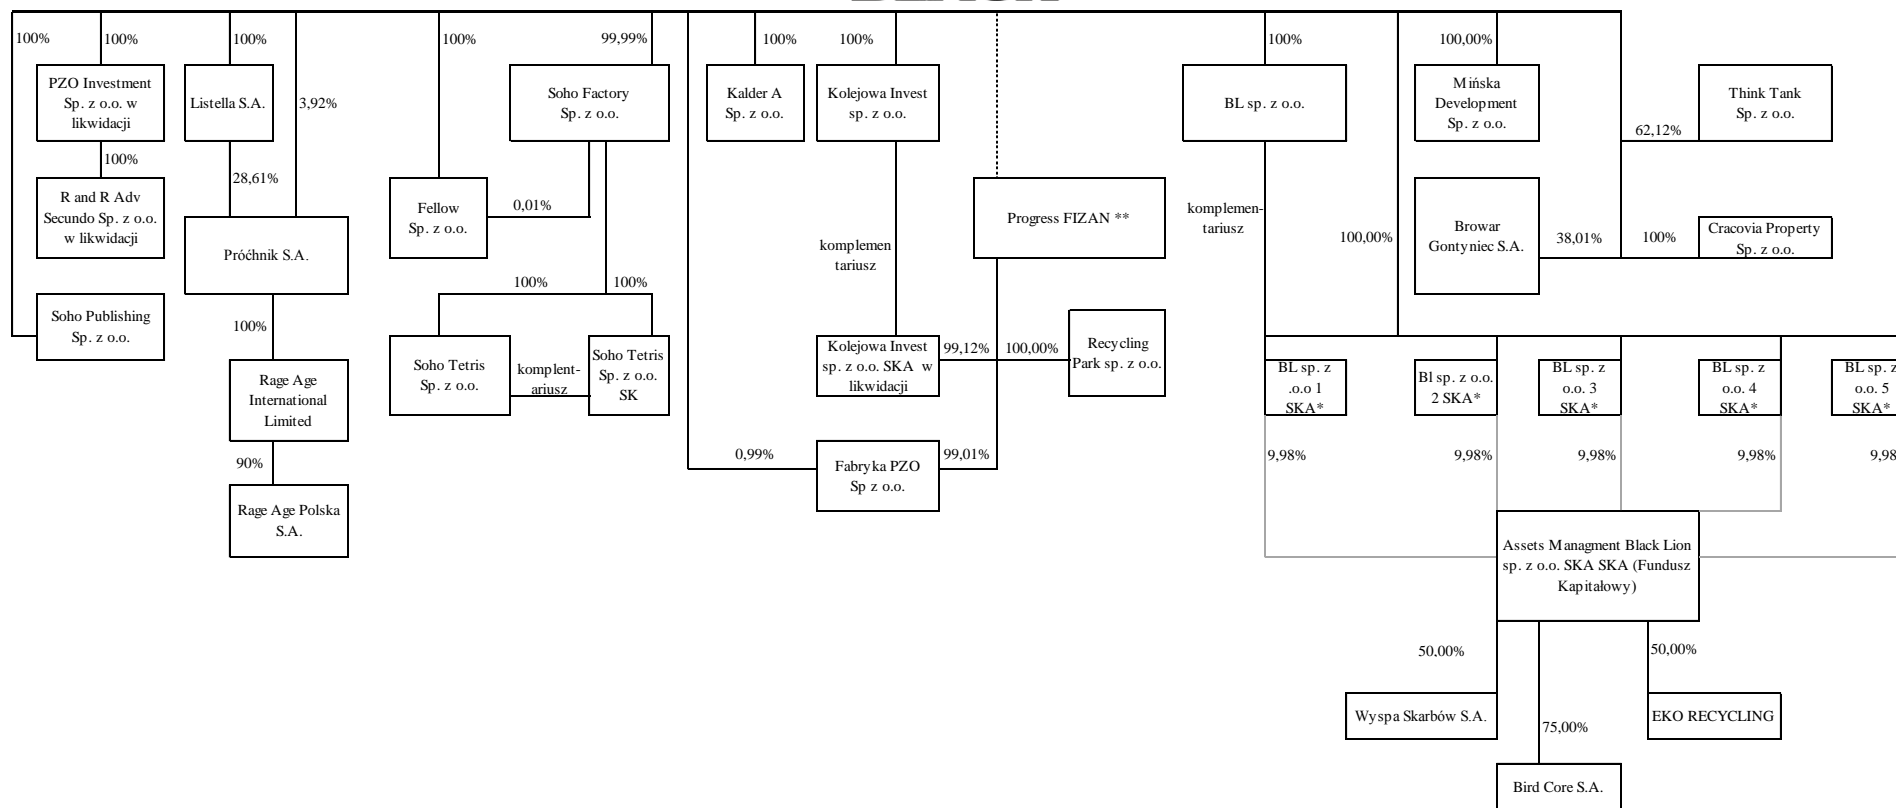 100%
100%
100%
100%
99,99%
100%
100%
100%
100,00%
PZO Investment
Sp. z o.o. w
likwidacji
Listella S.A.
3,92%
Soho Factory
Sp. z o.o.
Kalder A
Sp. z o.o.
Kolejowa Invest
sp. z o.o.
BL sp. z o.o.
Mińska
Development
Sp. z o.o.
Think Tank
Sp. z o.o.
62,12%
100%
28,61%
R and R Adv
Secundo Sp. z o.o.
w likwidacji
Fellow
Sp. z o.o.
0,01%
Progress FIZAN **
komplemen-
tariusz
100,00%
Browar
Gontyniec S.A.
38,01%
100%
Cracovia Property
Sp. z o.o.
Próćhnik S.A.
komplemen
tariusz
100%
100%
Soho Publishing
Sp. z o.o.
100%
Soho Tetris
Sp. z o.o.
komplent-
ariusz
Soho Tetris
Sp. z o.o.
SK
Kolejowa Invest
sp. z o.o. SKA w
likwidacji
99,12%
100,00%
Recycling
Park sp. z o.o.
BL sp. z
.o.o 1
SKA*
Bl sp. z o.o.
2 SKA*
BL sp. z
o.o. 3
SKA*
BL sp. z
o.o. 4
SKA*
BL sp. z
o.o. 5
SKA*
Rage Age
International
Limited
90%
0,99%
Fabryka PZO
Sp z o.o.
99,01%
9,98%
9,98%
9,98%
9,98%
9,98
Rage Age Polska
S.A.
Assets Managment Black Lion
sp. z o.o. SKA SKA (Fundusz
Kapitałowy)
50,00%
50,00%
Wyspa Skarbów S.A.
75,00%
EKO RECYCLING
Bird Core S.A.